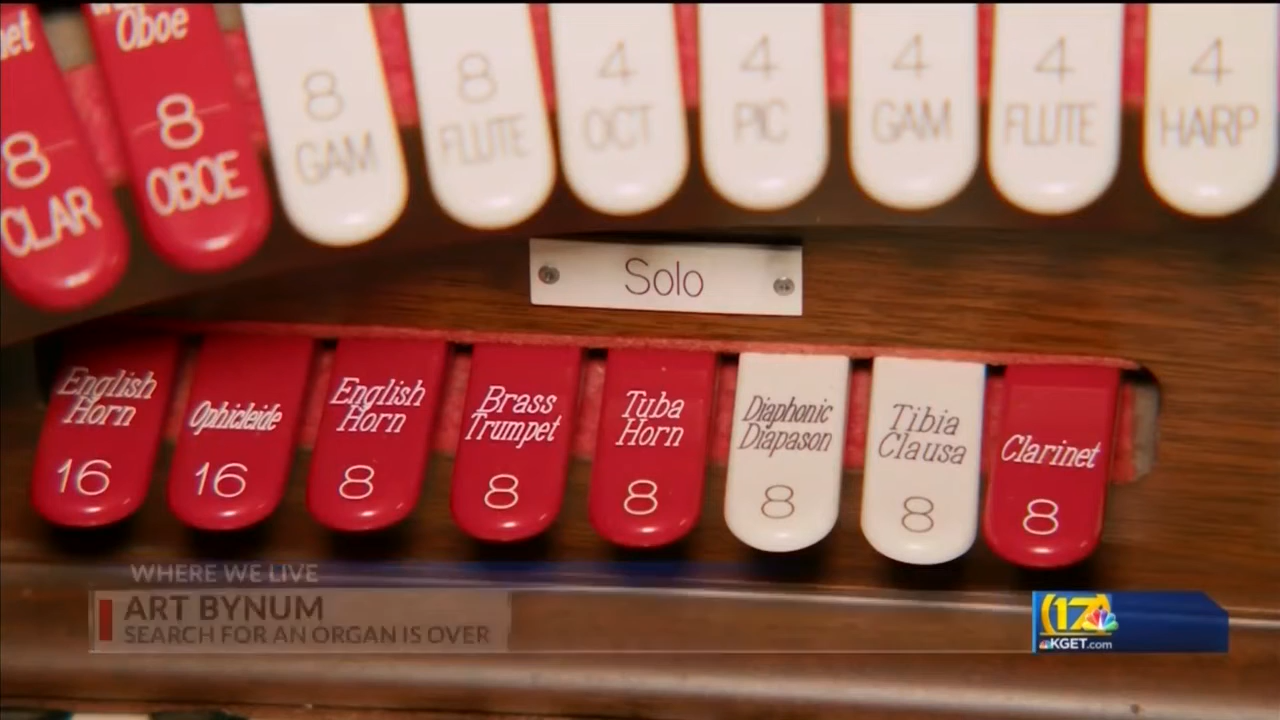 Oboe
8
CLAR
8
OBOE
8
GAM
8
FLUTE
4
OCT
4
PIC
4
GAM
4
FLUTE
4
HARP
Solo
English
Horn
16
Ophicleide
16
English
Horn
8
Brass
Trumpet
8
Tuba
Horn
8
Diaphonic
Diapason
8
Tibia
Clausa
8
Clarinet
8
WHERE WE LIVE
ART BYNUM
SEARCH FOR AN ORGAN IS OVER
17
KGET.com